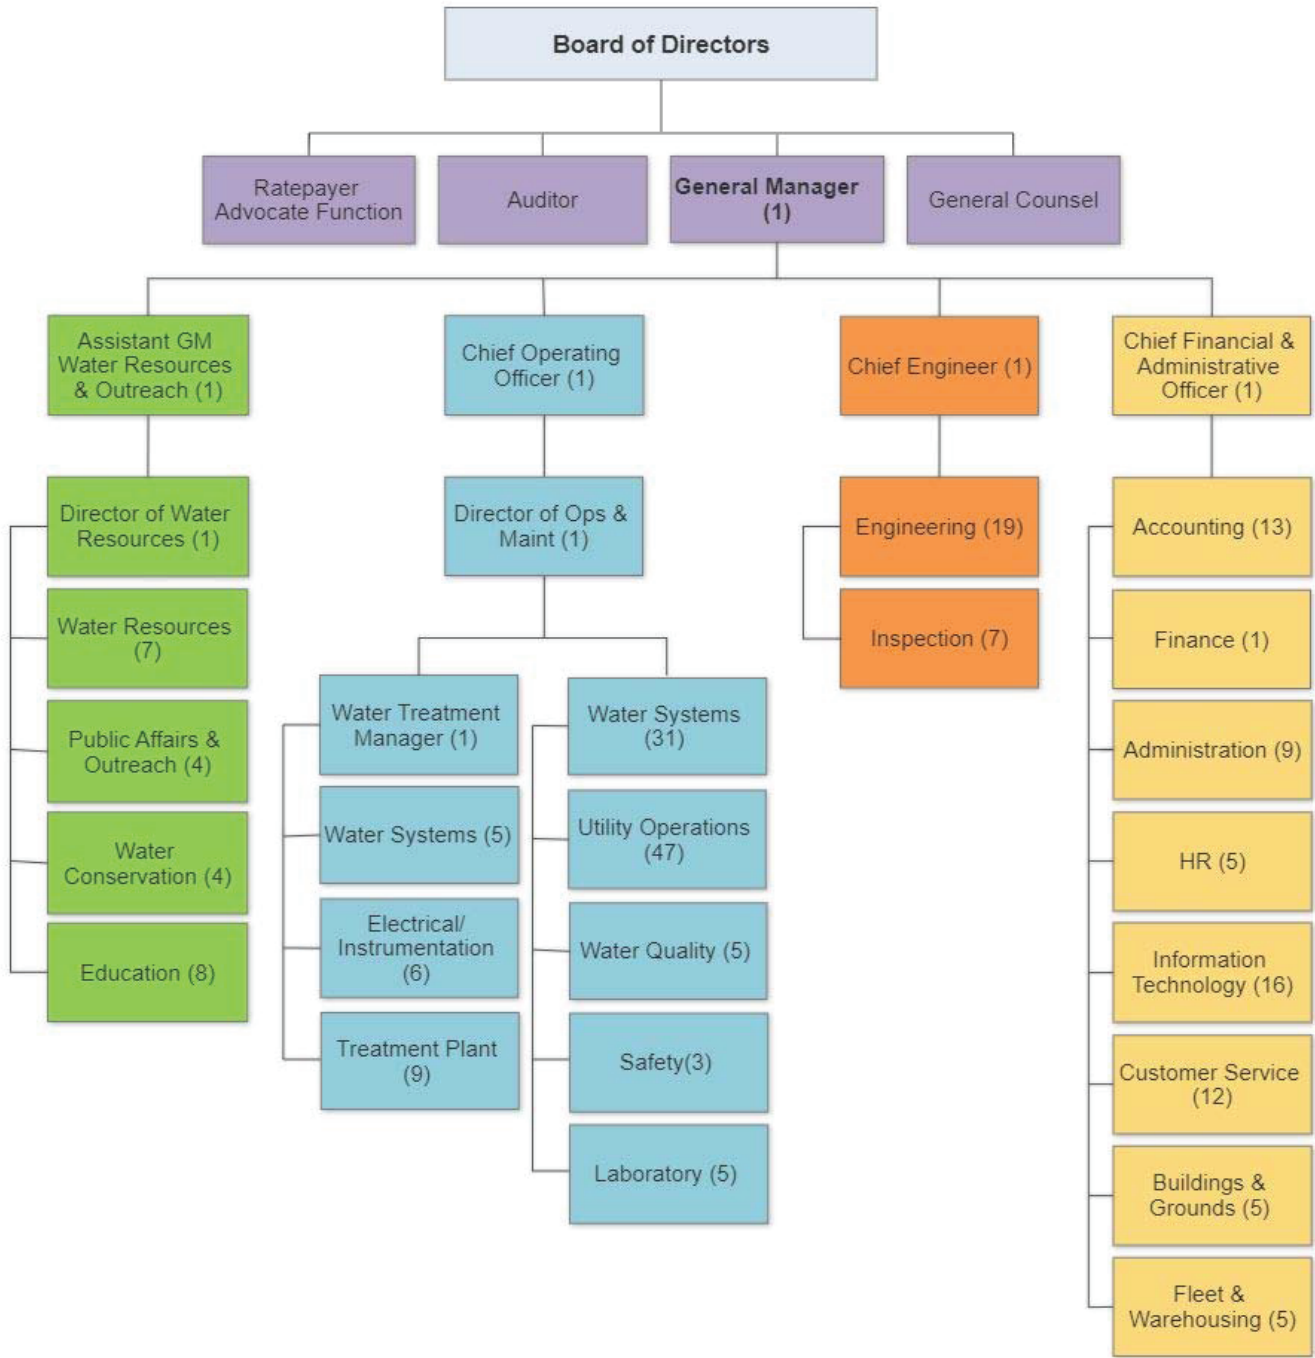 Board of Directors
Ratepayer
Advocate Function
Auditor
General Manager
(1)
General Counsel
Assistant GM
Water Resources
& Outreach (1)
Chief Operating
Officer (1)
Chief Engineer (1)
Chief Financial &
Administrative
Officer (1)
Director of Water
Resources (1)
Water Resources
(7)
Public Affairs &
Outreach (4)
Water
Conservation (4)
Education (8)
Director of Ops &
Maint (1)
Water Treatment
Manager (1)
Water Systems (5)
Electrical/
Instrumentation
(6)
Treatment Plant
(9)
Water Systems
(31)
Utility Operations
(47)
Water Quality (5)
Safety(3)
Laboratory (5)
Engineering (19)
Inspection (7)
Accounting (13)
Finance (1)
Administration (9)
HR (5)
Information
Technology (16)
Customer Service
(12)
Buildings &
Grounds (5)
Fleet &
Warehousing (5)